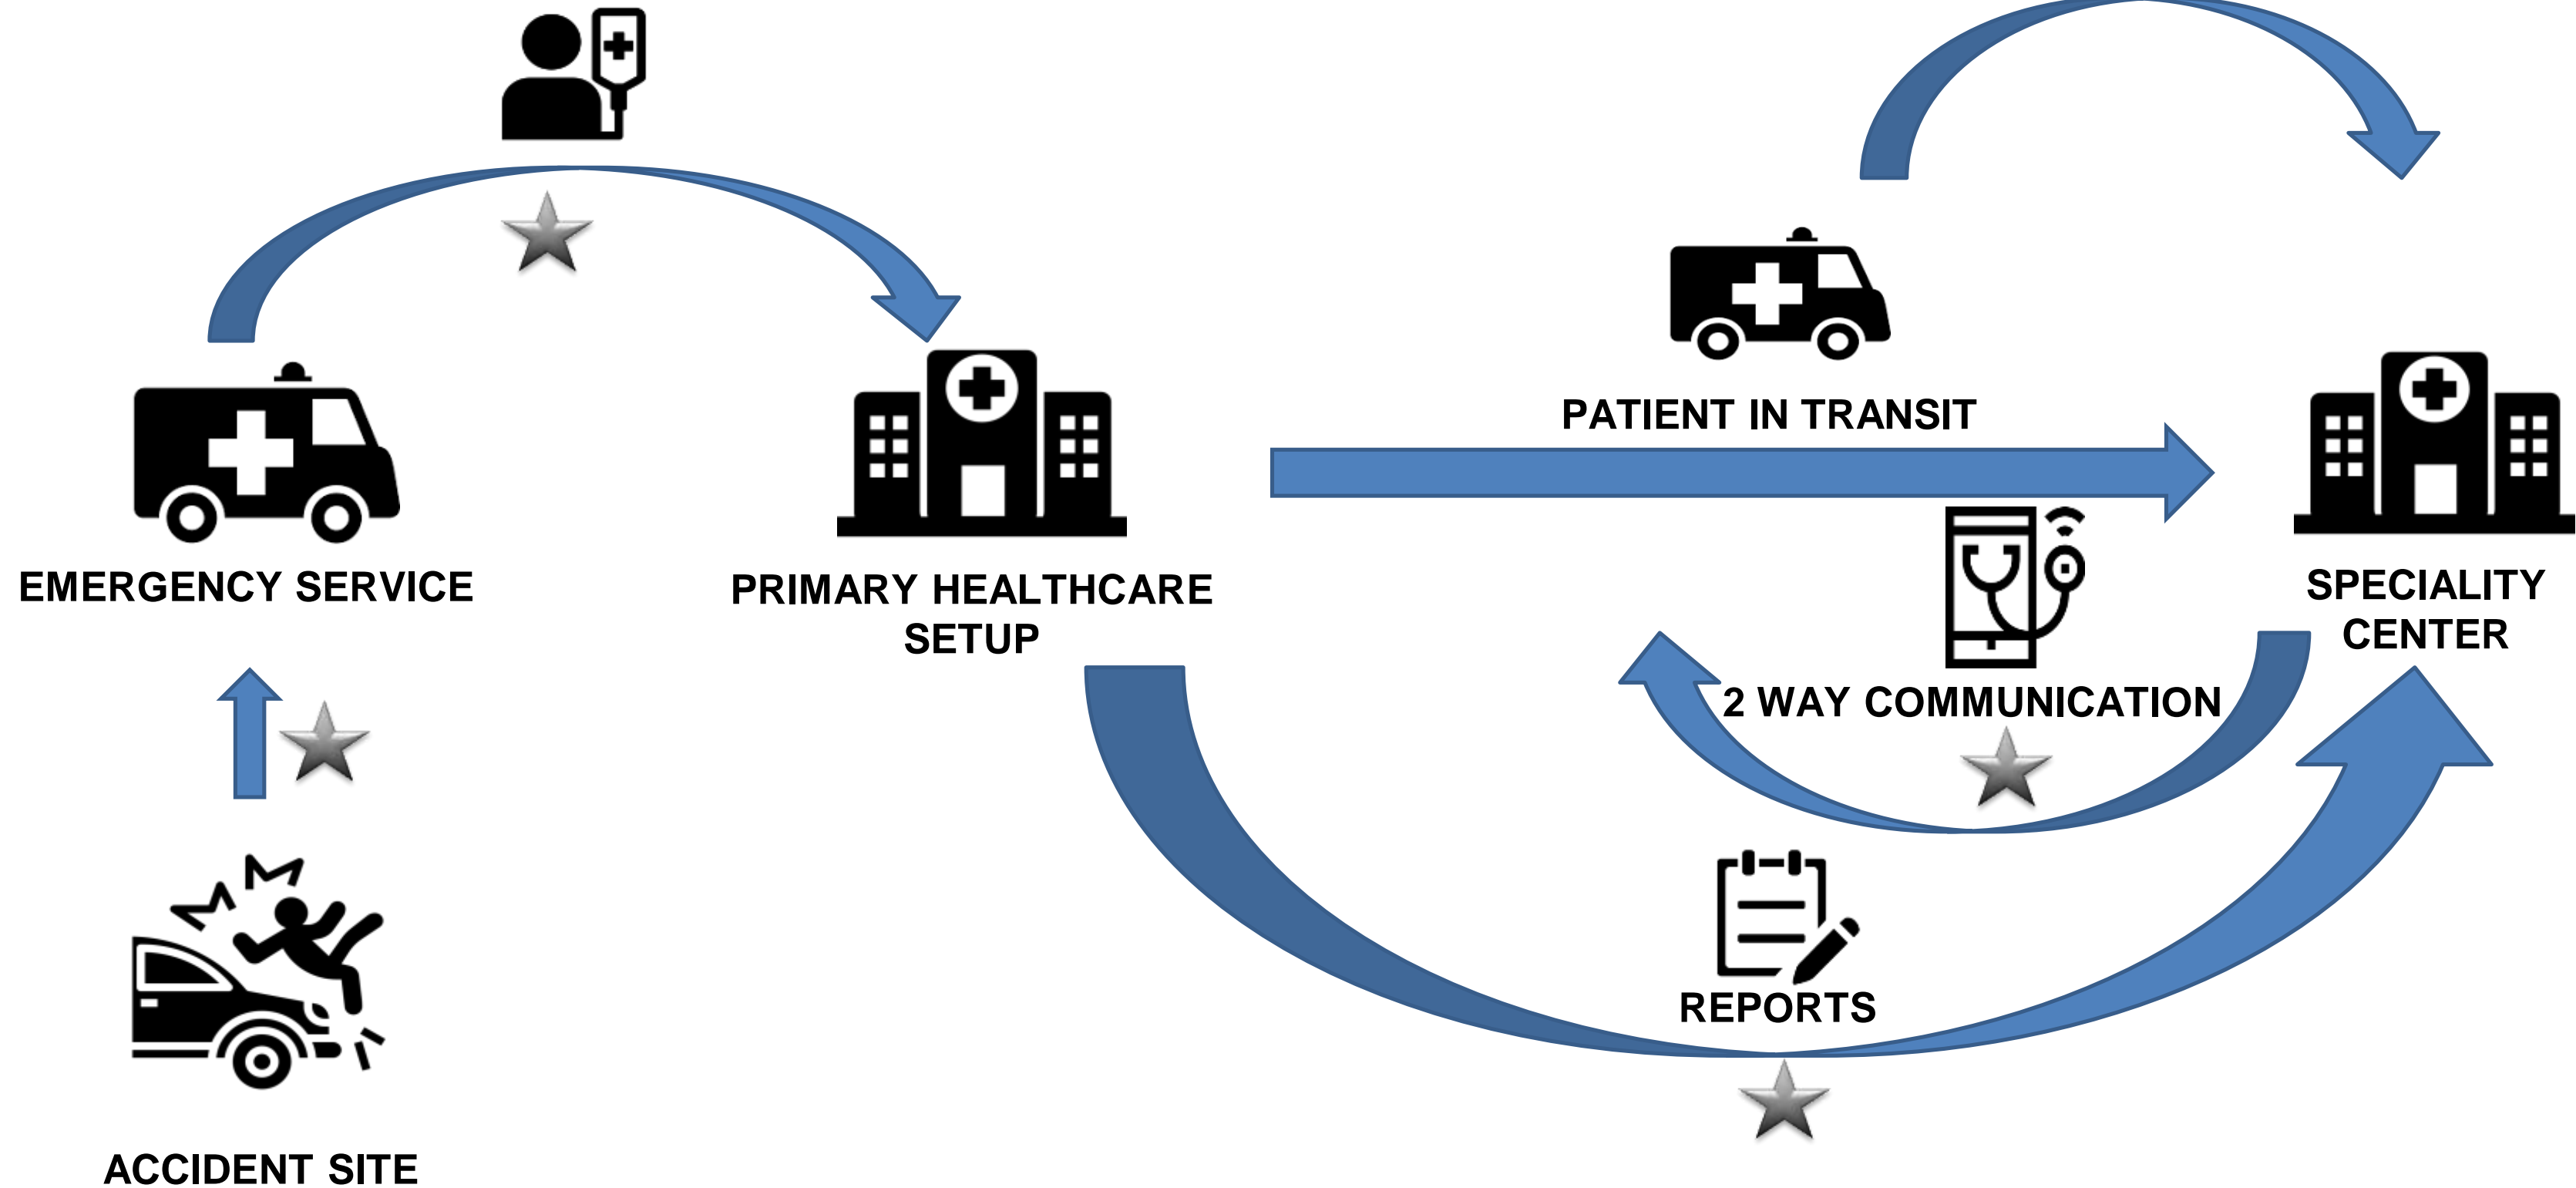 PATIENT IN TRANSIT
EMERGENCY SERVICE
PRIMARY HEALTHCARE
SETUP
SPECIALITY
CENTER
2 WAY COMMUNICATION
REPORTS
ACCIDENT SITE